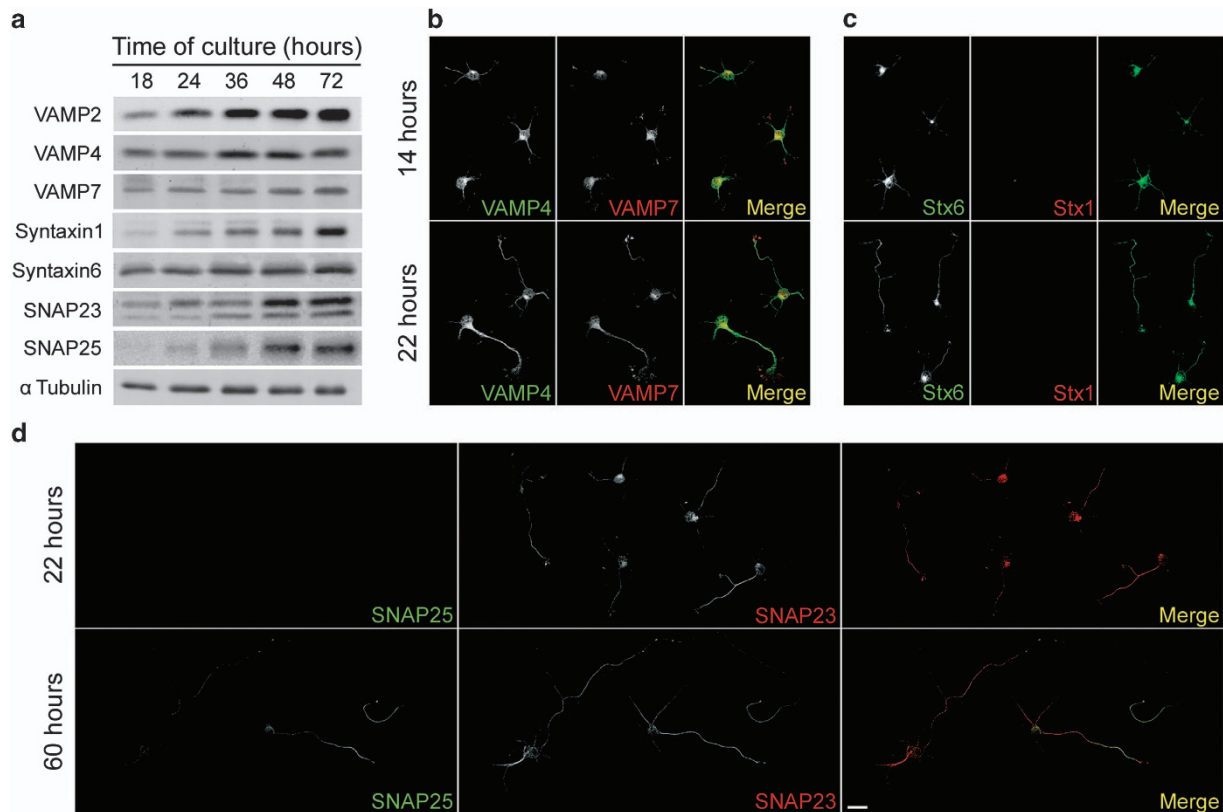 a
Time of culture (hours)
18 24 36 48 72
VAMP2
VAMP4
VAMP7
Syntaxin1
Syntaxin6
SNAP23
SNAP25
α Tubulin
b
14 hours
VAMP4 VAMP7 Merge
22 hours
VAMP4 VAMP7 Merge
c
Stx6 Stx1 Merge
Stx6 Stx1 Merge
d
22 hours
SNAP25 SNAP23 Merge
60 hours
SNAP25 SNAP23 Merge